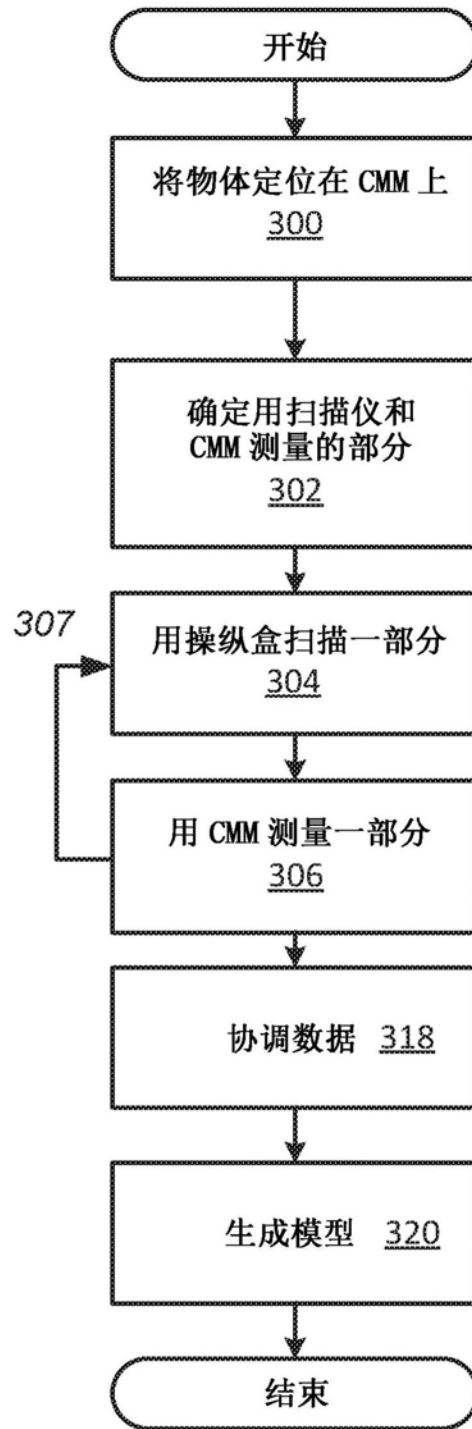 开始
将物体定位在 CMM 上
300
确定用扫描仪和
CMM 测量的部分
302
307
用操纵盒扫描一部分
304
用 CMM 测量一部分
306
协调数据 318
生成模型 320
结束